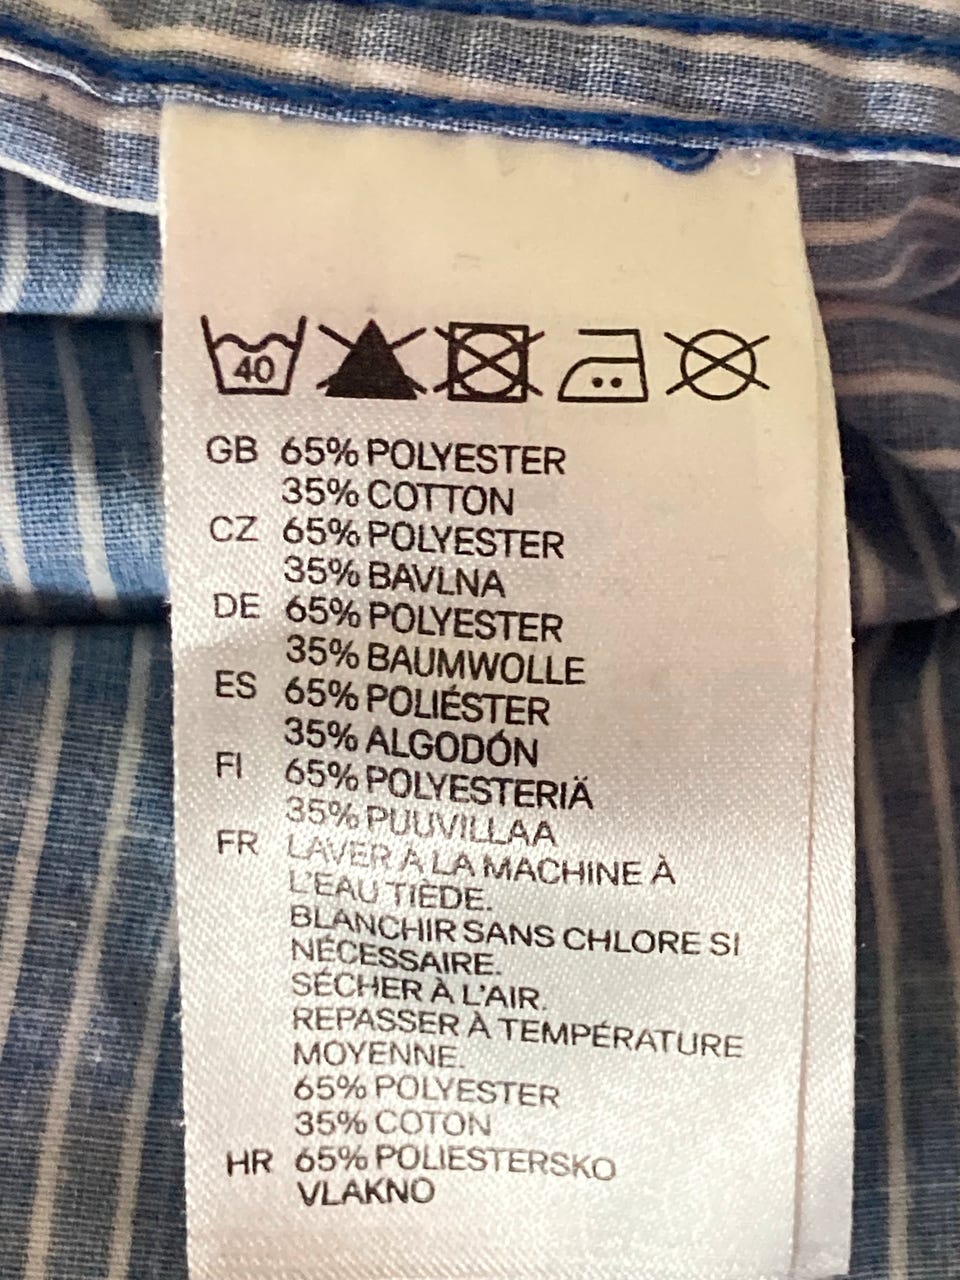 40
GB 65% POLYESTER
35% COTTON
CZ 65% POLYESTER
35% BAVLNA
DE 65% POLYESTER
35% BAUMWOLLE
ES 65% POLIÉSTER
35% ALGODÓN
FI 65% POLYESTERIÄ
35% PUUVILLAA
FR LAVER À LA MACHINE À
L'EAU TIÈDE.
BLANCHIR SANS CHLORE SI
NÉCESSAIRE.
SÉCHER À L'AIR.
REPASSER À TEMPÉRATURE
MOYENNE.
65% POLYESTER
35% COTON
HR 65% POLIESTERSKO
VLAKNO